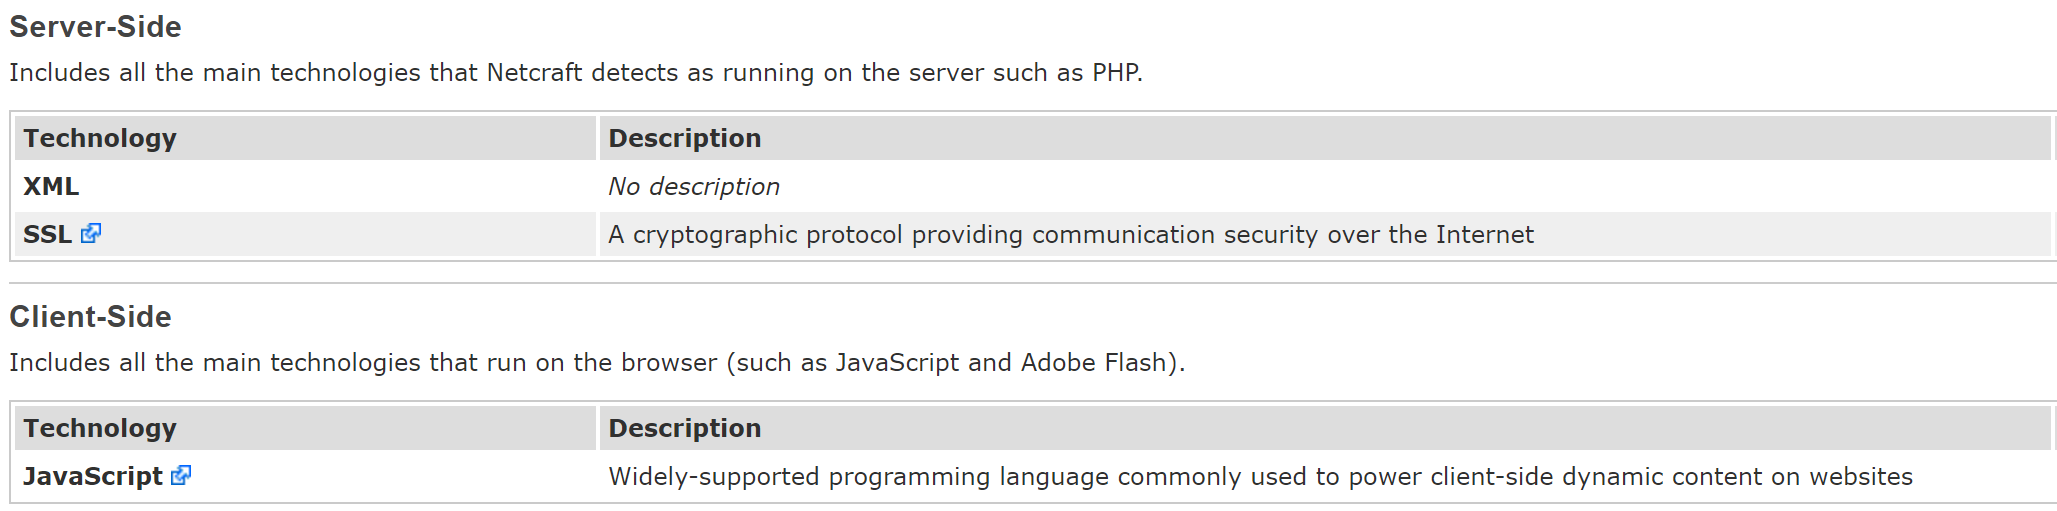 Server-Side
Includes all the main technologies that Netcraft detects as running on the server such as PHP.
Technology Description
XML No description
SSL A cryptographic protocol providing communication security over the Internet
Client-Side
Includes all the main technologies that run on the browser (such as JavaScript and Adobe Flash).
Technology Description
JavaScript Widely-supported programming language commonly used to power client-side dynamic content on websites